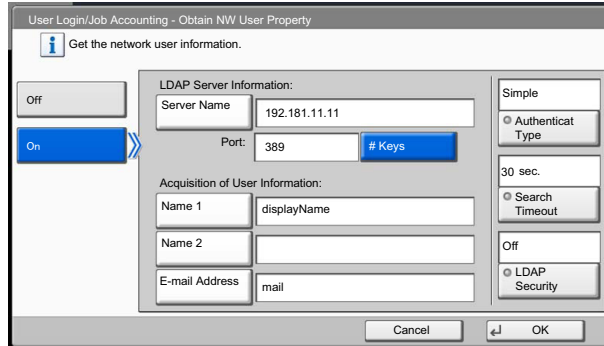 User Login/Job Accounting - Obtain NW User Property
Get the network user information.
Off
On
LDAP Server Information:
Server Name
192.181.11.11
Port:
389
# Keys
Acquisition of User Information:
Name 1
displayName
Name 2
E-mail Address
mail
Simple
Authenticat
Type
30 sec.
Search
Timeout
Off
LDAP
Security
Cancel
OK